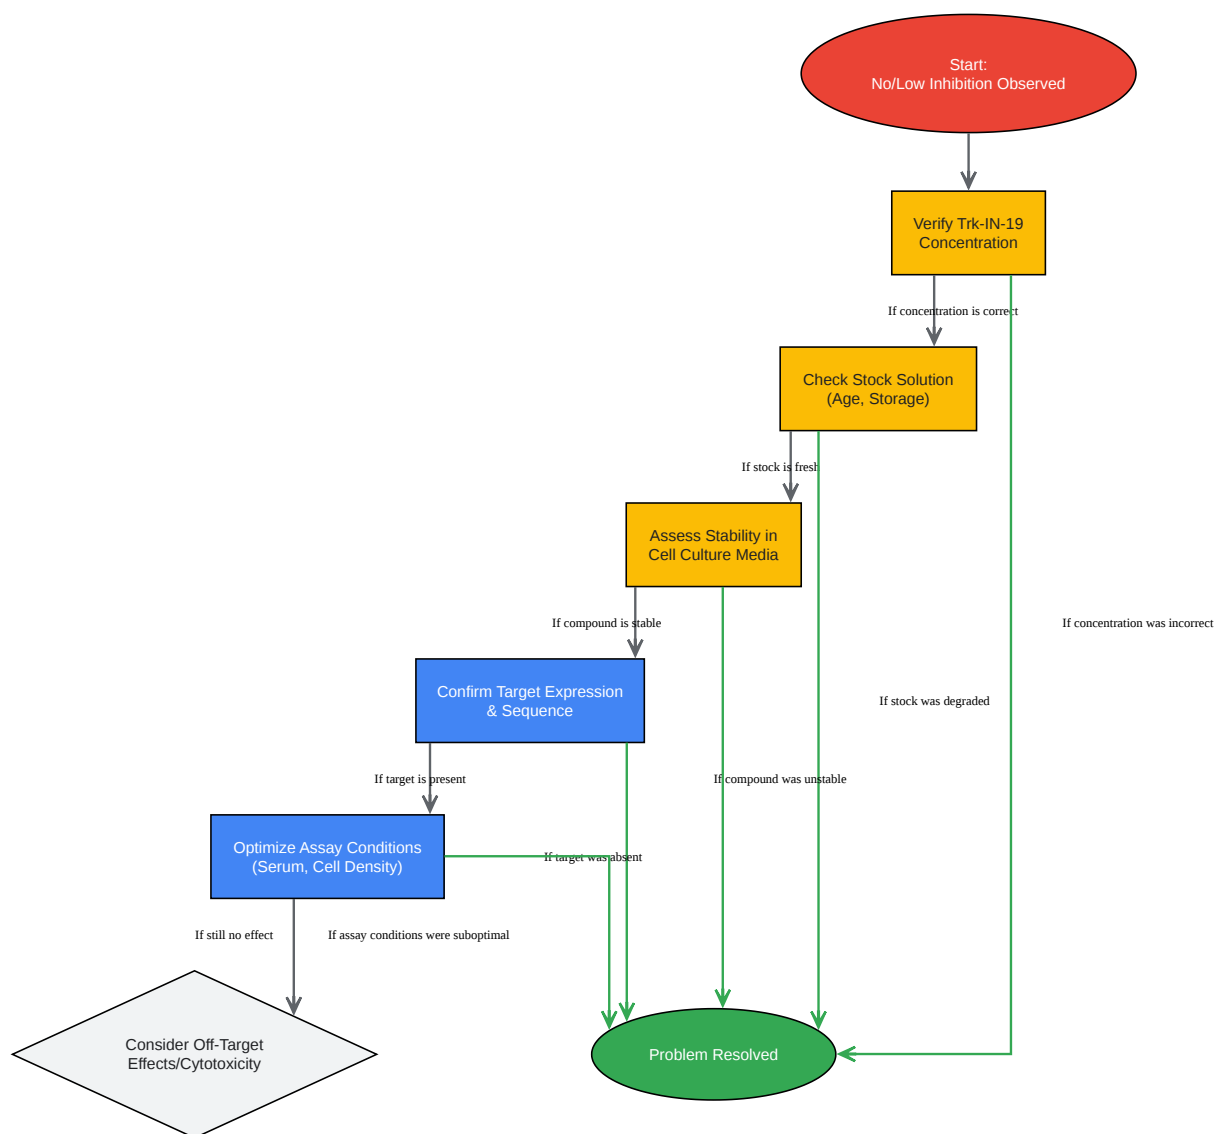 Start:
No/Low Inhibition Observed
Verify Trk-IN-19
Concentration
If concentration is correct
Check Stock Solution
(Age, Storage)
If stock is fresh
Assess Stability in
Cell Culture Media
If compound is stable
If concentration was incorrect
Confirm Target Expression
& Sequence
If stock was degraded
If target is present
If compound was unstable
Optimize Assay Conditions
(Serum, Cell Density)
If target was absent
If still no effect
If assay conditions were suboptimal
Consider Off-Target
Effects/Cytotoxicity
Problem Resolved